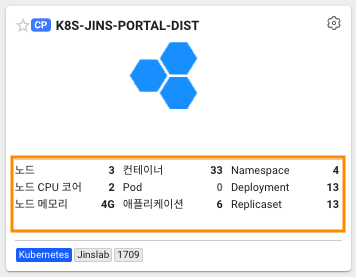 CP K8S-JINS-PORTAL-DIST
노드 3 컨테이너 33 Namespace 4
노드 CPU 코어 2 Pod 0 Deployment 13
노드 메모리 4G 애플리케이션 6 Replicaset 13
Kubernetes Jinslab 1709